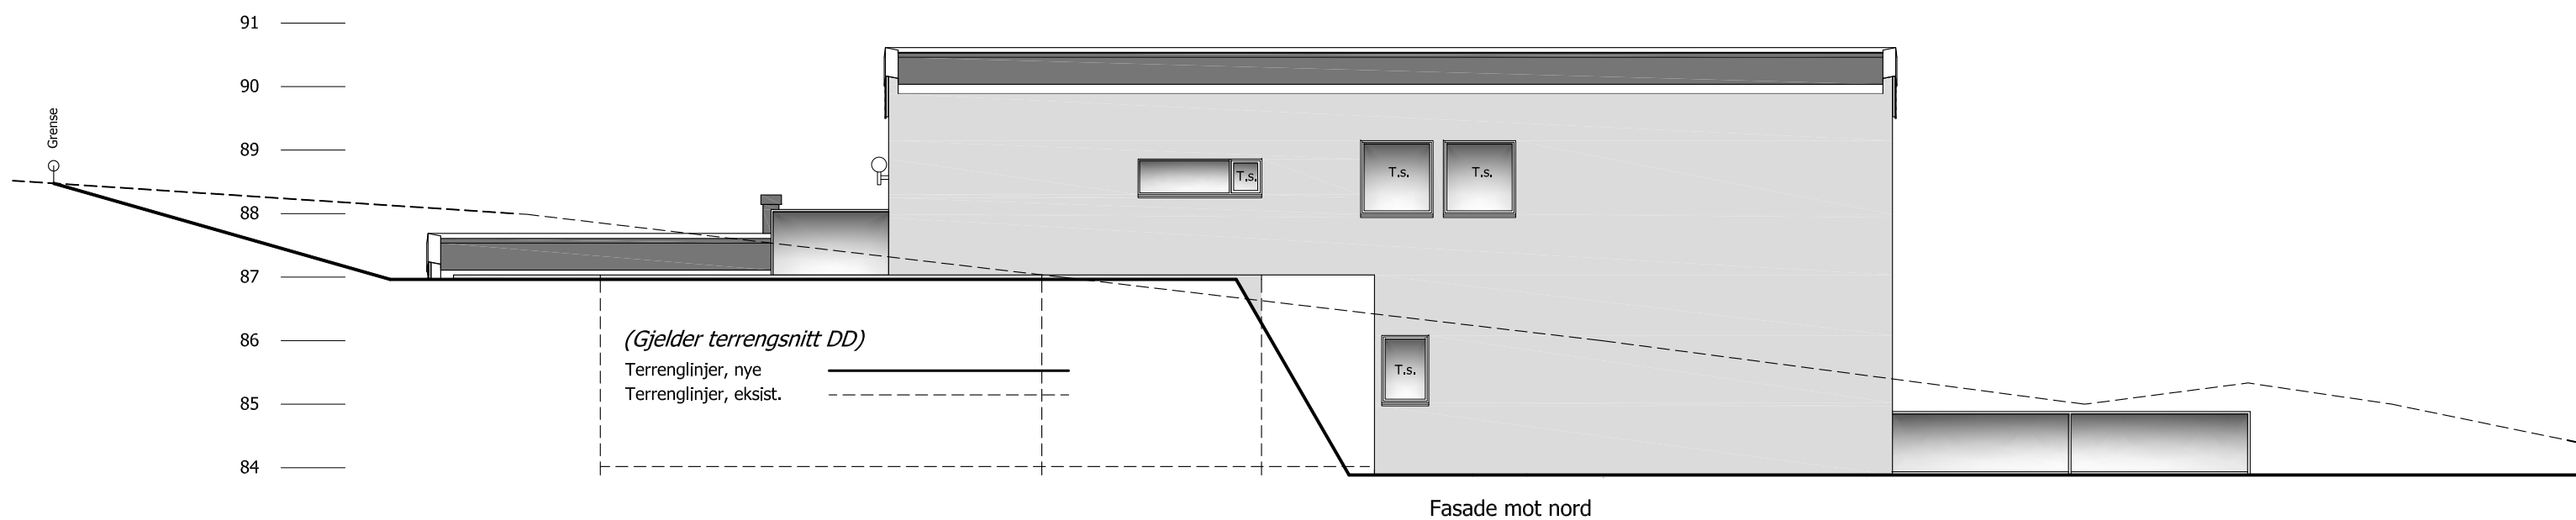 91
90
89
88
87
86
85
84
Grense
T.s.
T.s.
T.s.
T.s.
(Gjelder terrengsnitt DD)
Terrenglinjer, nye
Terrenglinjer, eksist.
Fasade mot nord